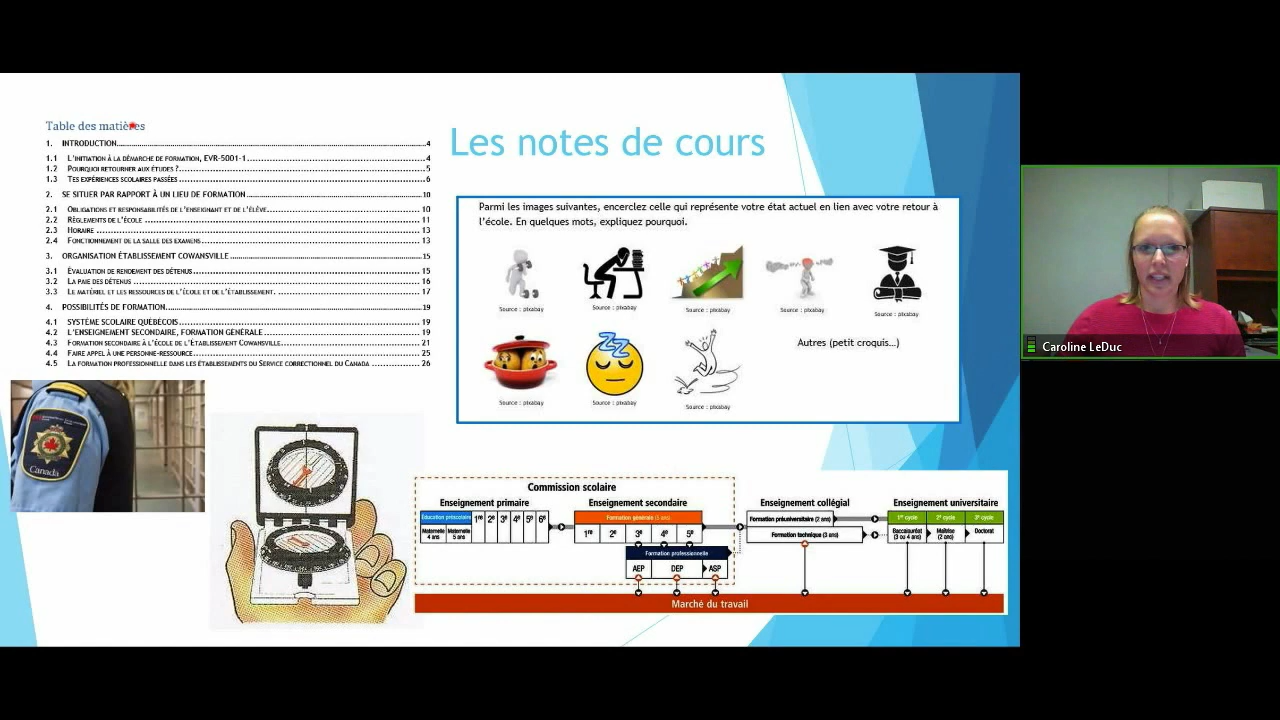 Table des matières
1. INTRODUCTION....4
1.1 L'INITIATION À LA DÉMARCHE DE FORMATION, EVR-5001-1....4
1.2 POURQUOI RETOURNER AUX ÉTUDES ?....5
1.3 TES EXPÉRIENCES SCOLAIRES PASSÉES....6
2. SE SITUER PAR RAPPORT À UN LIEU DE FORMATION....10
2.1 OBLIGATIONS ET RESPONSABILITÉS DE L'ENSEIGNANT ET DE L'ÉLÈVE....10
2.2 RÈGLEMENTS DE L'ÉCOLE....11
2.3 HORAIRE....13
2.4 FONCTIONNEMENT DE LA SALLE DES EXAMENS....13
3. ORGANISATION ÉTABLISSEMENT COWANSVILLE....15
3.1 ÉVALUATION DE RENDEMENT DES DÉTENUS....15
3.2 LA PAIE DES DÉTENUS....16
3.3 LE MATÉRIEL ET LES RESSOURCES DE L'ÉCOLE ET DE L'ÉTABLISSEMENT....17
4. POSSIBILITÉS DE FORMATION....19
4.1 SYSTÈME SCOLAIRE QUÉBÉCOIS....19
4.2 L'ENSEIGNEMENT SECONDAIRE, FORMATION GÉNÉRALE....19
4.3 FORMATION SECONDAIRE À L'ÉCOLE DE L'ÉTABLISSEMENT COWANSVILLE....21
4.4 FAIRE APPEL À UNE PERSONNE-RESSOURCE....25
4.5 LA FORMATION PROFESSIONNELLE DANS LES ÉTABLISSEMENTS DU SERVICE CORRECTIONNEL DU CANADA....26
Les notes de cours
Parmi les images suivantes, encerclez celle qui représente votre état actuel en lien avec votre retour à
l'école. En quelques mots, expliquez pourquoi.
Source : pixabay
Source : pixabay
Source : pixabay
Source : pixabay
Source : pixabay
Autres (petit croquis...)
Source : pixabay
Source : pixabay
Source : pixabay
Caroline LeDuc
Canada
Commission scolaire
Enseignement primaire
Enseignement secondaire
Enseignement collégial
Enseignement universitaire
Éducation préscolaire
1re 2e 3e 4e 5e 6e
Maternelle 4 ans
Maternelle 5 ans
Formation générale (5 ans)
1re 2e 3e 4e 5e
Formation professionnelle
AEP DEP ASP
Formation préuniversitaire (2 ans)
Formation technique (3 ans)
1er cycle 2e cycle 3e cycle
Baccalauréat (3 ou 4 ans)
Maîtrise (2 ans)
Doctorat
Marché du travail